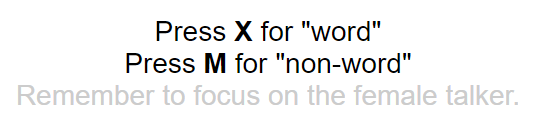 Press X for "word"
Press M for "non-word"
Remember to focus on the female talker.